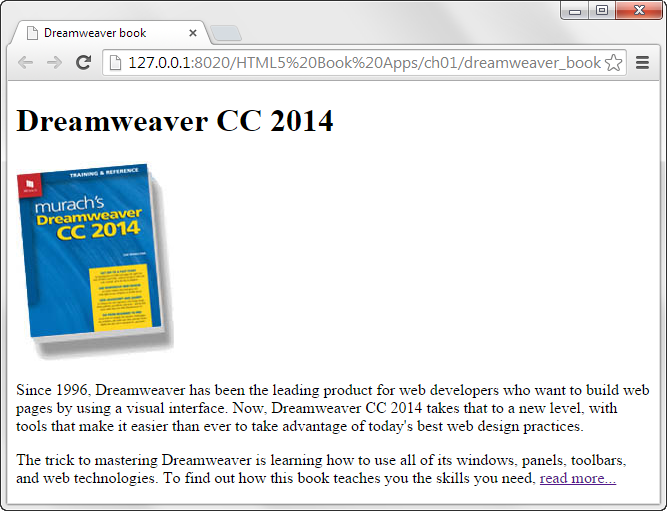 Dreamweaver book
127.0.0.1:8020/HTML5%20Book%20Apps/ch01/dreamweaver_book
Dreamweaver CC 2014
TRAINING & REFERENCE
murach's
Dreamweaver
CC 2014
Since 1996, Dreamweaver has been the leading product for web developers who want to build web
pages by using a visual interface. Now, Dreamweaver CC 2014 takes that to a new level, with
tools that make it easier than ever to take advantage of today's best web design practices.
The trick to mastering Dreamweaver is learning how to use all of its windows, panels, toolbars,
and web technologies. To find out how this book teaches you the skills you need, read more...